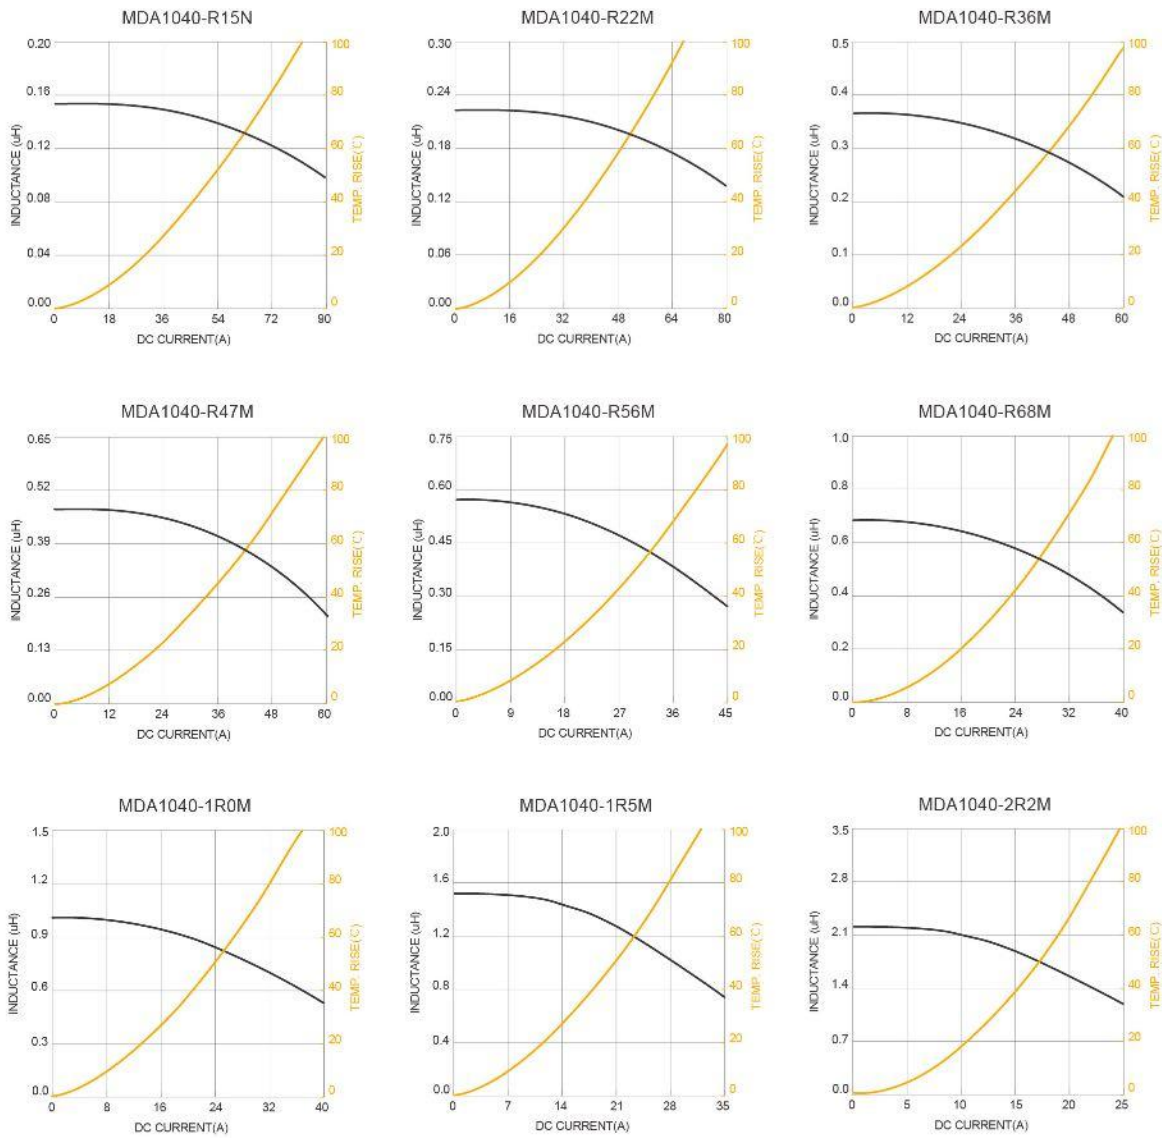 MDA1040-R15N
0.20
0.16
0.12
0.08
0.04
0.00
INDUCTANCE (uH)
100
80
60
40
20
0
TEMP. RISE(℃)
0 18 36 54 72 90
DC CURRENT(A)
MDA1040-R22M
0.30
0.24
0.18
0.12
0.06
0.00
INDUCTANCE (uH)
100
80
60
40
20
0
TEMP. RISE(℃)
0 16 32 48 64 80
DC CURRENT(A)
MDA1040-R36M
0.5
0.4
0.3
0.2
0.1
0.0
INDUCTANCE (uH)
100
80
60
40
20
0
TEMP. RISE(℃)
0 12 24 36 48 60
DC CURRENT(A)
MDA1040-R47M
0.65
0.52
0.39
0.26
0.13
0.00
INDUCTANCE (uH)
100
80
60
40
20
0
TEMP. RISE(℃)
0 12 24 36 48 60
DC CURRENT(A)
MDA1040-R56M
0.75
0.60
0.45
0.30
0.15
0.00
INDUCTANCE (uH)
100
80
60
40
20
0
TEMP. RISE(℃)
0 9 18 27 36 45
DC CURRENT(A)
MDA1040-R68M
1.0
0.8
0.6
0.4
0.2
0.0
INDUCTANCE (uH)
100
80
60
40
20
0
TEMP. RISE(℃)
0 8 16 24 32 40
DC CURRENT(A)
MDA1040-1R0M
1.5
1.2
0.9
0.6
0.3
0.0
INDUCTANCE (uH)
100
80
60
40
20
0
TEMP. RISE(℃)
0 8 16 24 32 40
DC CURRENT(A)
MDA1040-1R5M
2.0
1.6
1.2
0.8
0.4
0.0
INDUCTANCE (uH)
100
80
60
40
20
0
TEMP. RISE(℃)
0 7 14 21 28 35
DC CURRENT(A)
MDA1040-2R2M
3.5
2.8
2.1
1.4
0.7
0.0
INDUCTANCE (uH)
100
80
60
40
20
0
TEMP. RISE(℃)
0 5 10 15 20 25
DC CURRENT(A)